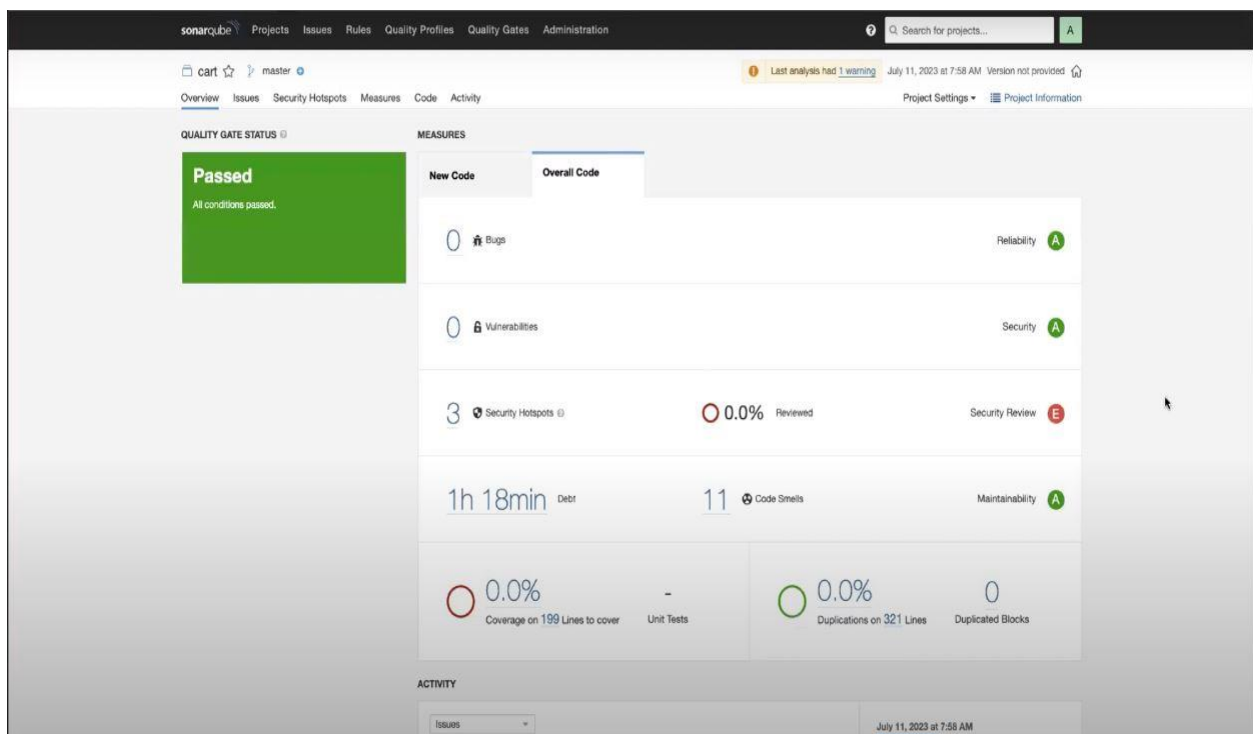 sonarqube Projects Issues Rules Quality Profiles Quality Gates Administration ? Search for projects... A
cart master Last analysis had 1 warning July 11, 2023 at 7:58 AM Version not provided
Overview Issues Security Hotspots Measures Code Activity Project Settings Project Information
QUALITY GATE STATUS MEASURES
Passed
All conditions passed.
New Code Overall Code
0 Bugs Reliability A
0 Vulnerabilities Security A
3 Security Hotspots 0.0% Reviewed Security Review E
1h 18min Debt 11 Code Smells Maintainability A
0.0% - 0.0% 0
Coverage on 199 Lines to cover Unit Tests Duplications on 321 Lines Duplicated Blocks
ACTIVITY
Issues July 11, 2023 at 7:58 AM